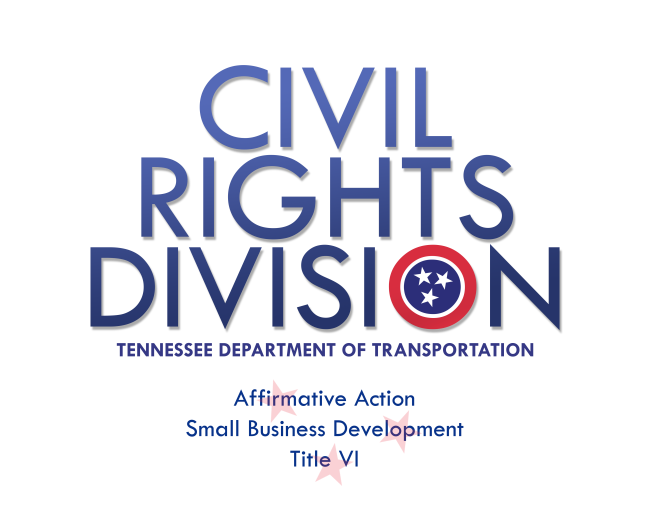 CIVIL
RIGHTS
DIVISION
TENNESSEE DEPARTMENT OF TRANSPORTATION
Affirmative Action
Small Business Development
Title VI